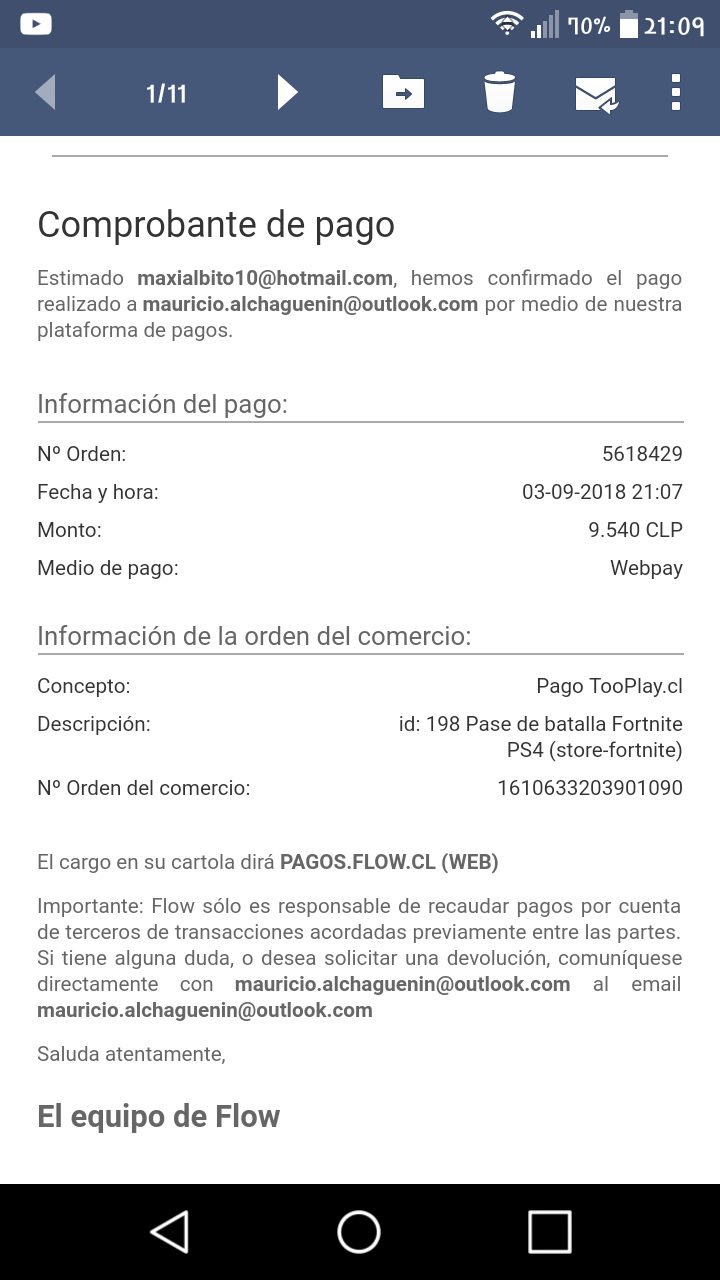 70% 21:09
1/11
Comprobante de pago
Estimado maxialbito10@hotmail.com, hemos confirmado el pago
realizado a mauricio.alchaguenin@outlook.com por medio de nuestra
plataforma de pagos.
Información del pago:
Nº Orden: 5618429
Fecha y hora: 03-09-2018 21:07
Monto: 9.540 CLP
Medio de pago: Webpay
Información de la orden del comercio:
Concepto: Pago TooPlay.cl
Descripción: id: 198 Pase de batalla Fortnite
PS4 (store-fortnite)
Nº Orden del comercio: 1610633203901090
El cargo en su cartola dirá PAGOS.FLOW.CL (WEB)
Importante: Flow sólo es responsable de recaudar pagos por cuenta
de terceros de transacciones acordadas previamente entre las partes.
Si tiene alguna duda, o desea solicitar una devolución, comuníquese
directamente con mauricio.alchaguenin@outlook.com al email
mauricio.alchaguenin@outlook.com
Saluda atentamente,
El equipo de Flow